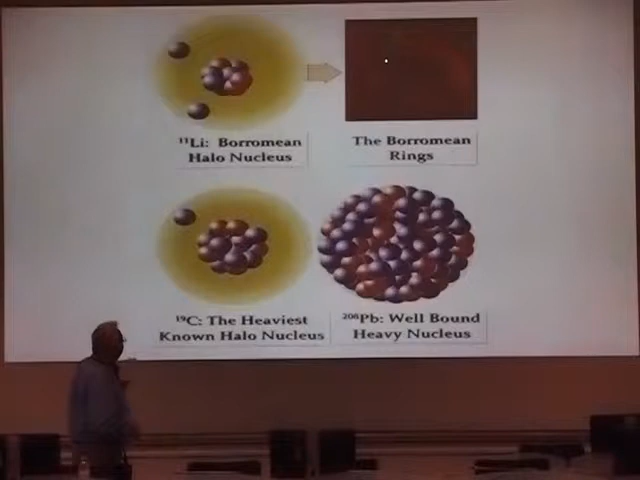 ¹¹Li: Borromean
Halo Nucleus
The Borromean
Rings
¹⁹C: The Heaviest
Known Halo Nucleus
²⁰⁸Pb: Well Bound
Heavy Nucleus